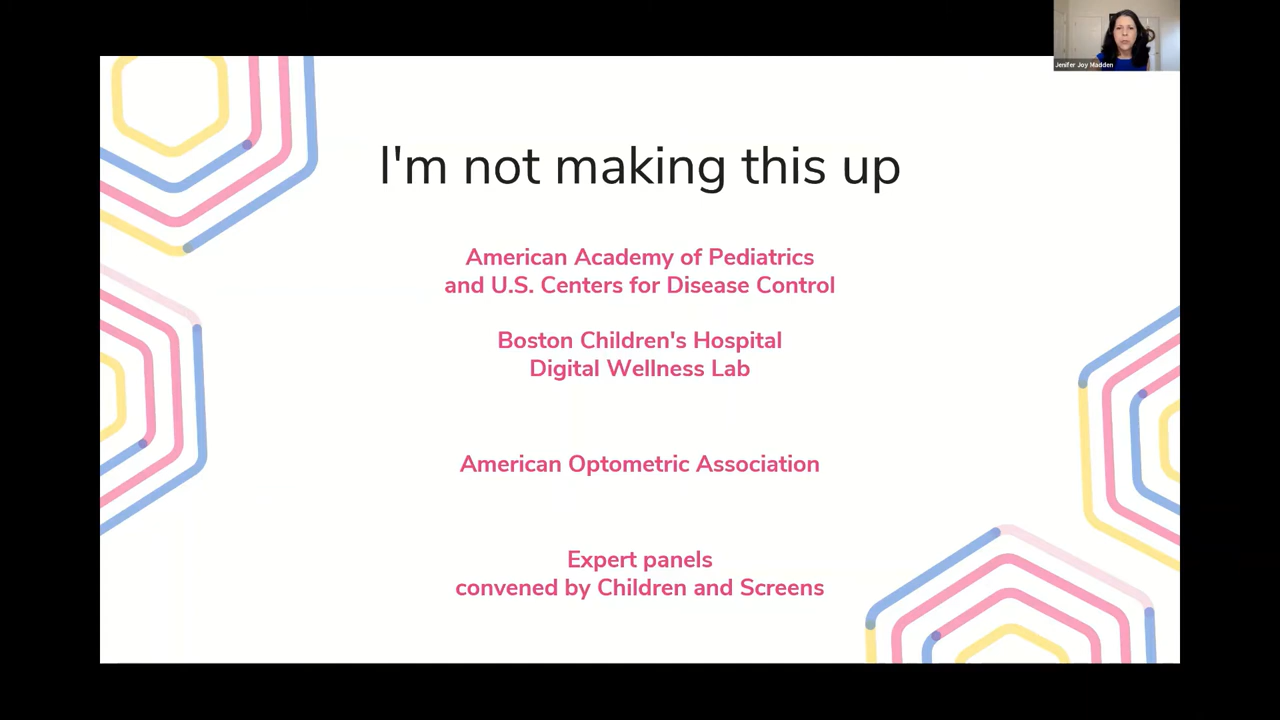 Jenifer Joy Madden
I'm not making this up
American Academy of Pediatrics
and U.S. Centers for Disease Control
Boston Children's Hospital
Digital Wellness Lab
American Optometric Association
Expert panels
convened by Children and Screens